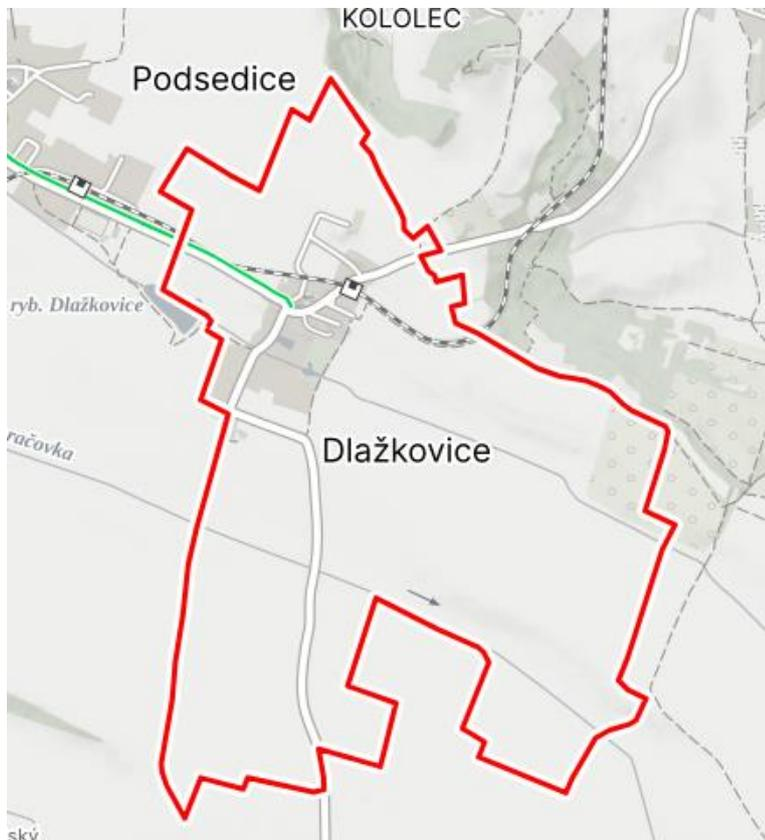 KOLOLEC
Podsedice
ryb. Dlažkovice
račovka
Dlažkovice
ský